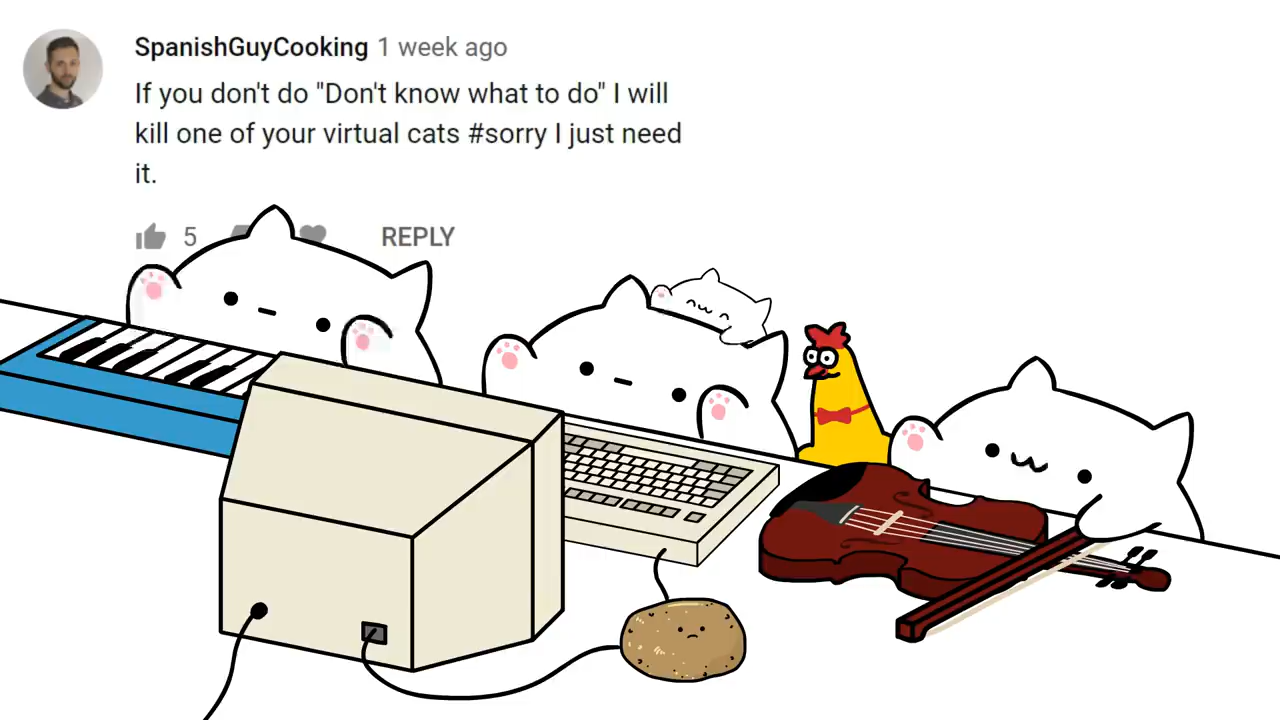 SpanishGuyCooking 1 week ago
If you don't do "Don't know what to do" I will
kill one of your virtual cats #sorry I just need
it.
5 REPLY